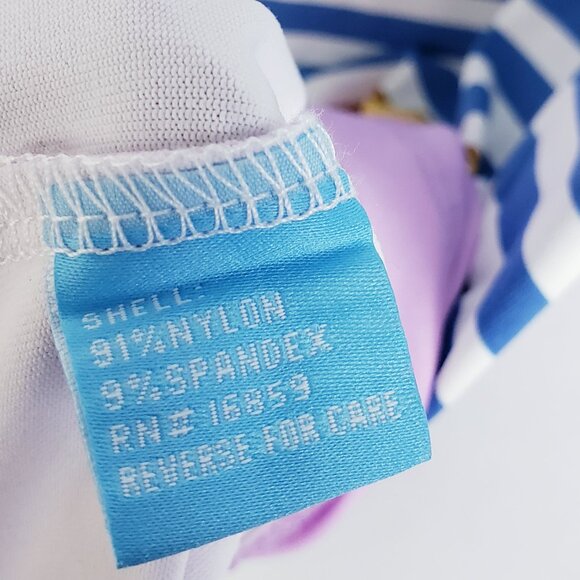 SHELL:
91%NYLON
9%SPANDEX
RN# 16859
REVERSE FOR CARE